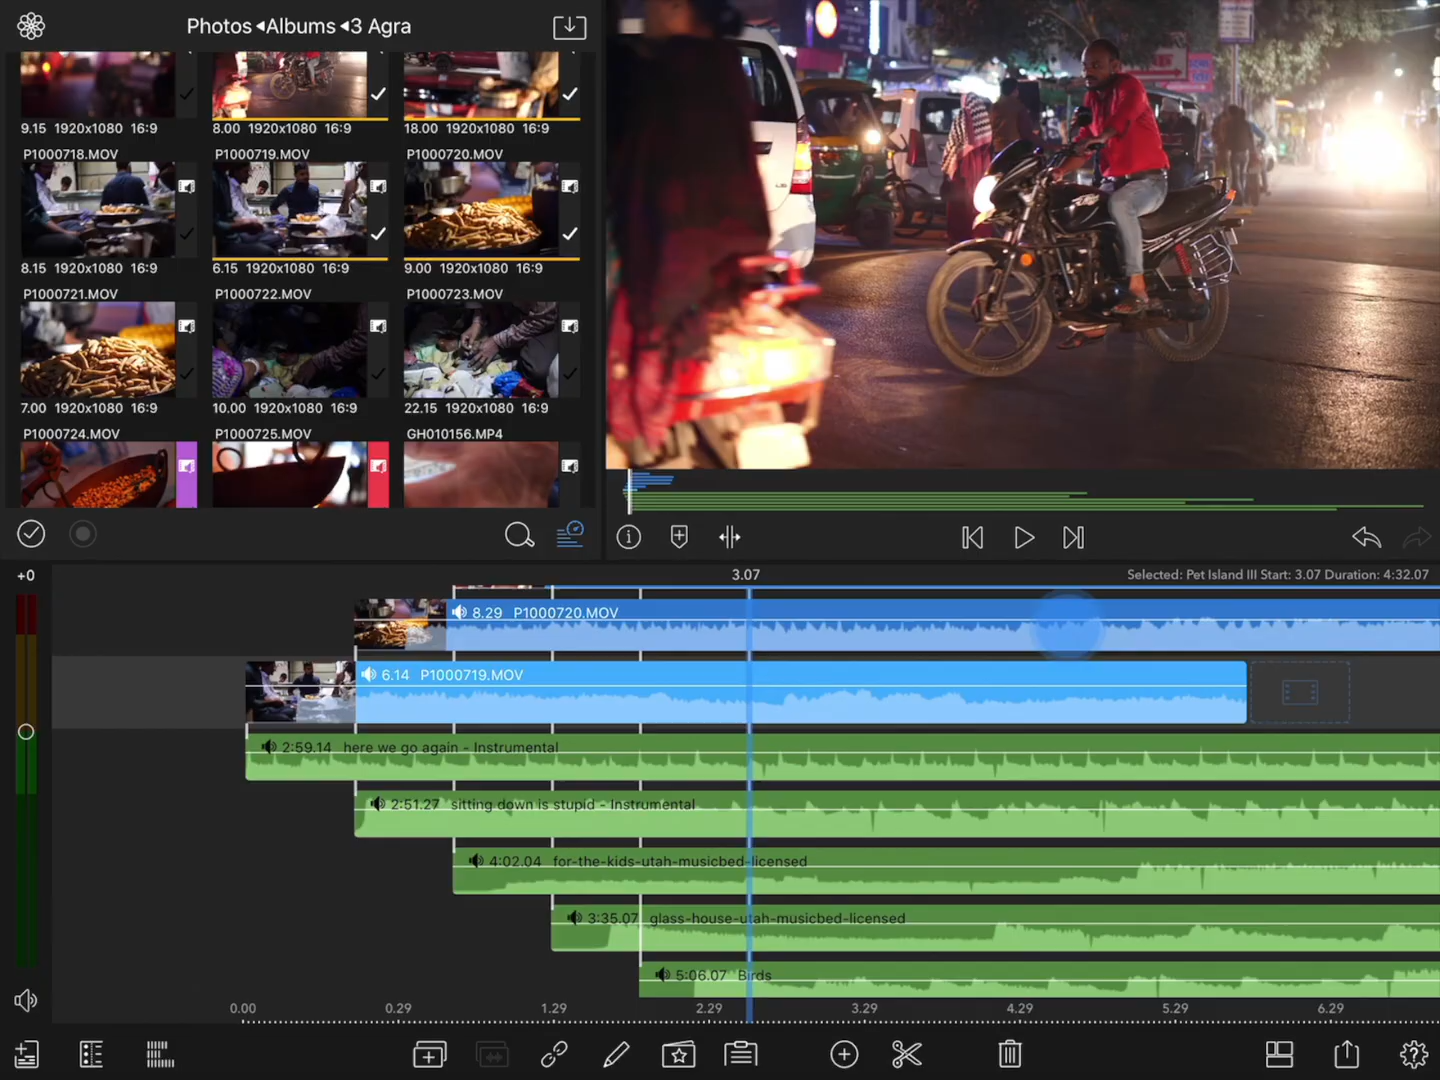 Photos ◂Albums ◂3 Agra
9.15 1920x1080 16:9
8.00 1920x1080 16:9
18.00 1920x1080 16:9
P1000718.MOV
P1000719.MOV
P1000720.MOV
8.15 1920x1080 16:9
6.15 1920x1080 16:9
9.00 1920x1080 16:9
P1000721.MOV
P1000722.MOV
P1000723.MOV
7.00 1920x1080 16:9
10.00 1920x1080 16:9
22.15 1920x1080 16:9
P1000724.MOV
P1000725.MOV
GH010156.MP4
+0
3.07
Selected: Pet Island III Start: 3.07 Duration: 4:32.07
8.29 P1000720.MOV
6.14 P1000719.MOV
2:59.14 here we go again - Instrumental
2:51.27 sitting down is stupid - Instrumental
4:02.04 for-the-kids-utah-musicbed-licensed
3:35.07 glass-house-utah-musicbed-licensed
5:06.07 Birds
0.00 0.29 1.29 2.29 3.29 4.29 5.29 6.29